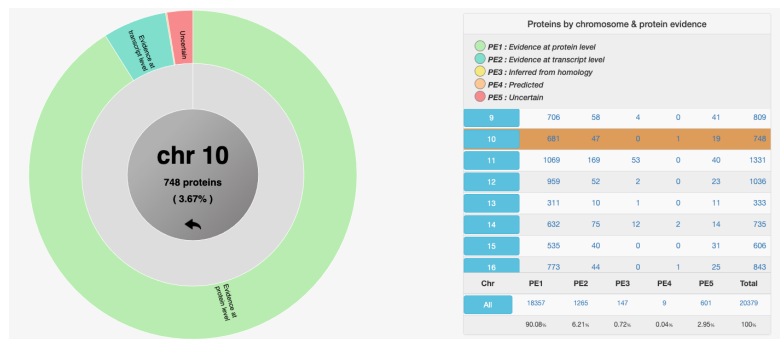 Evidence at
transcript level
Uncertain
chr 10
748 proteins
( 3.67% )
Evidence at
protein level
Proteins by chromosome & protein evidence
PE1 : Evidence at protein level
PE2 : Evidence at transcript level
PE3 : Inferred from homology
PE4 : Predicted
PE5 : Uncertain
9 706 58 4 0 41 809
10 681 47 0 1 19 748
11 1069 169 53 0 40 1331
12 959 52 2 0 23 1036
13 311 10 1 0 11 333
14 632 75 12 2 14 735
15 535 40 0 0 31 606
16 773 44 0 1 25 843
Chr PE1 PE2 PE3 PE4 PE5 Total
All 18357 1265 147 9 601 20379
90.08% 6.21% 0.72% 0.04% 2.95% 100%